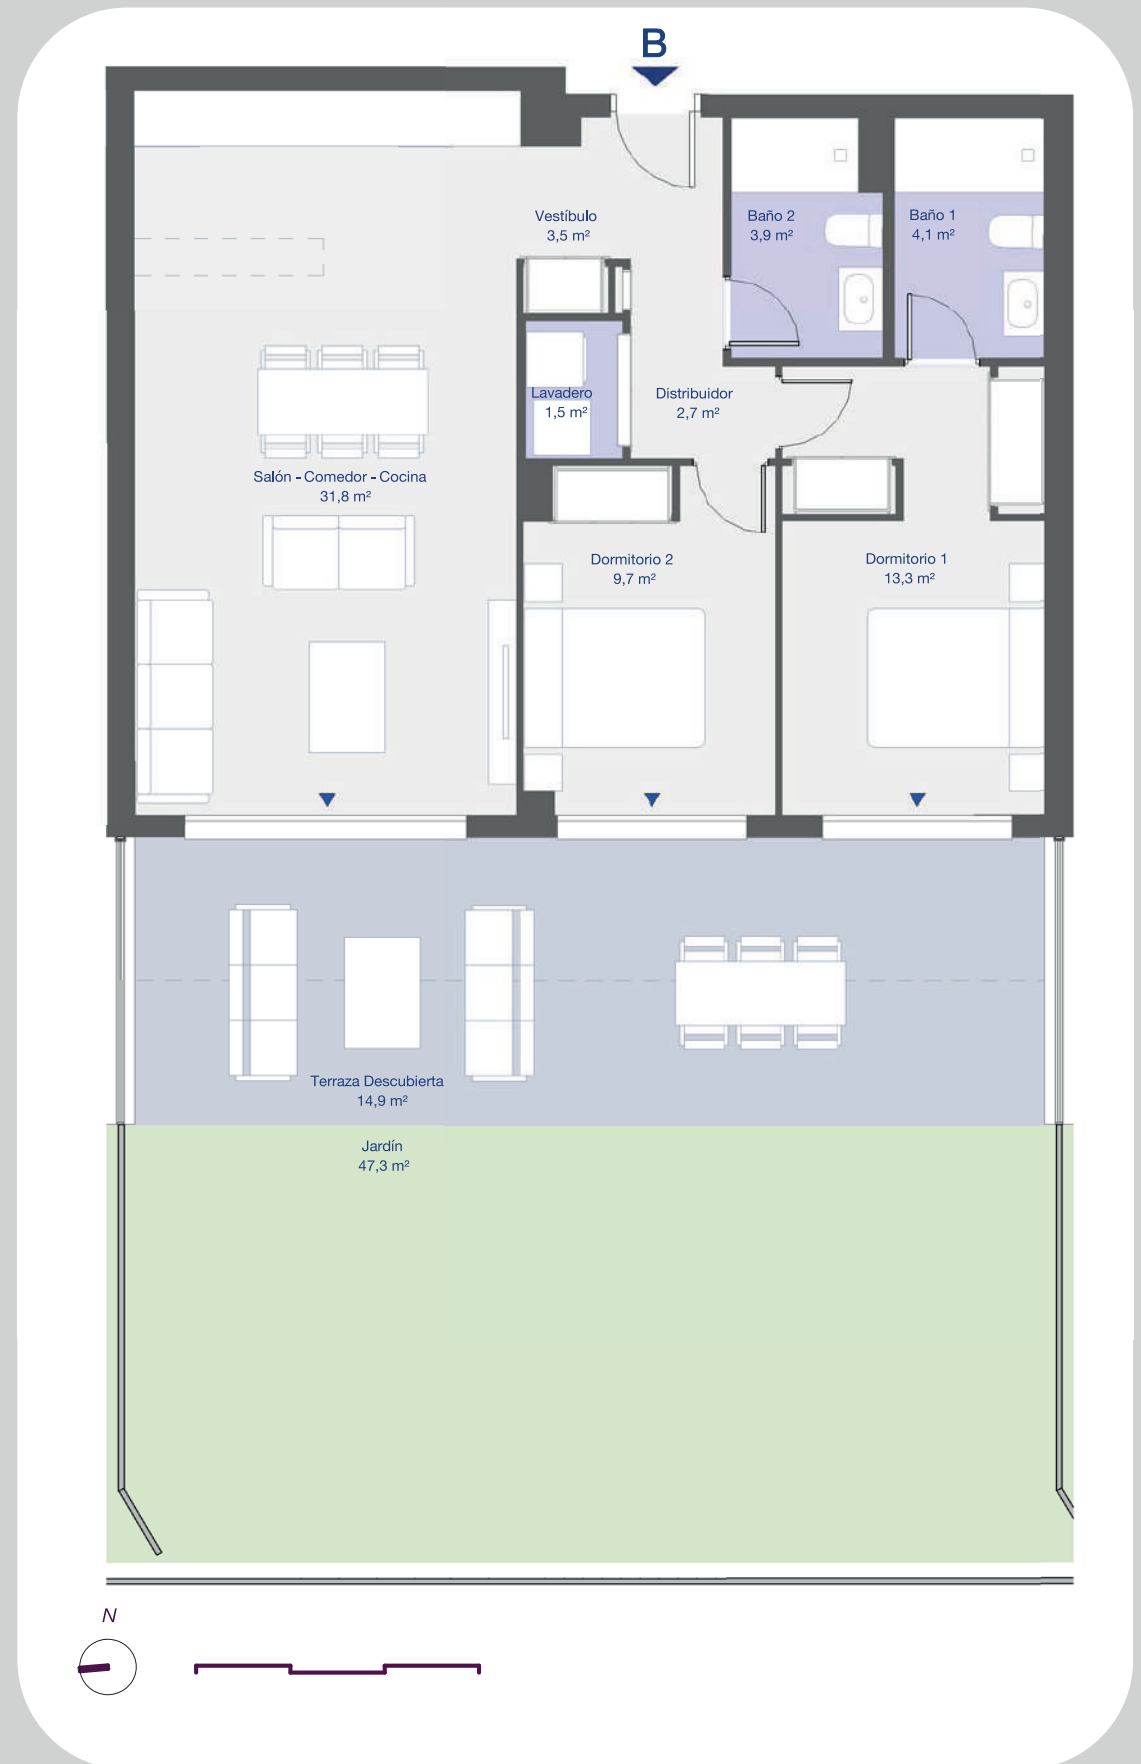 B
Vestíbulo
3,5 m²
Baño 2
3,9 m²
Baño 1
4,1 m²
Lavadero
1,5 m²
Distribuidor
2,7 m²
Salón - Comedor - Cocina
31,8 m²
Dormitorio 2
9,7 m²
Dormitorio 1
13,3 m²
Terraza Descubierta
14,9 m²
Jardín
47,3 m²
N